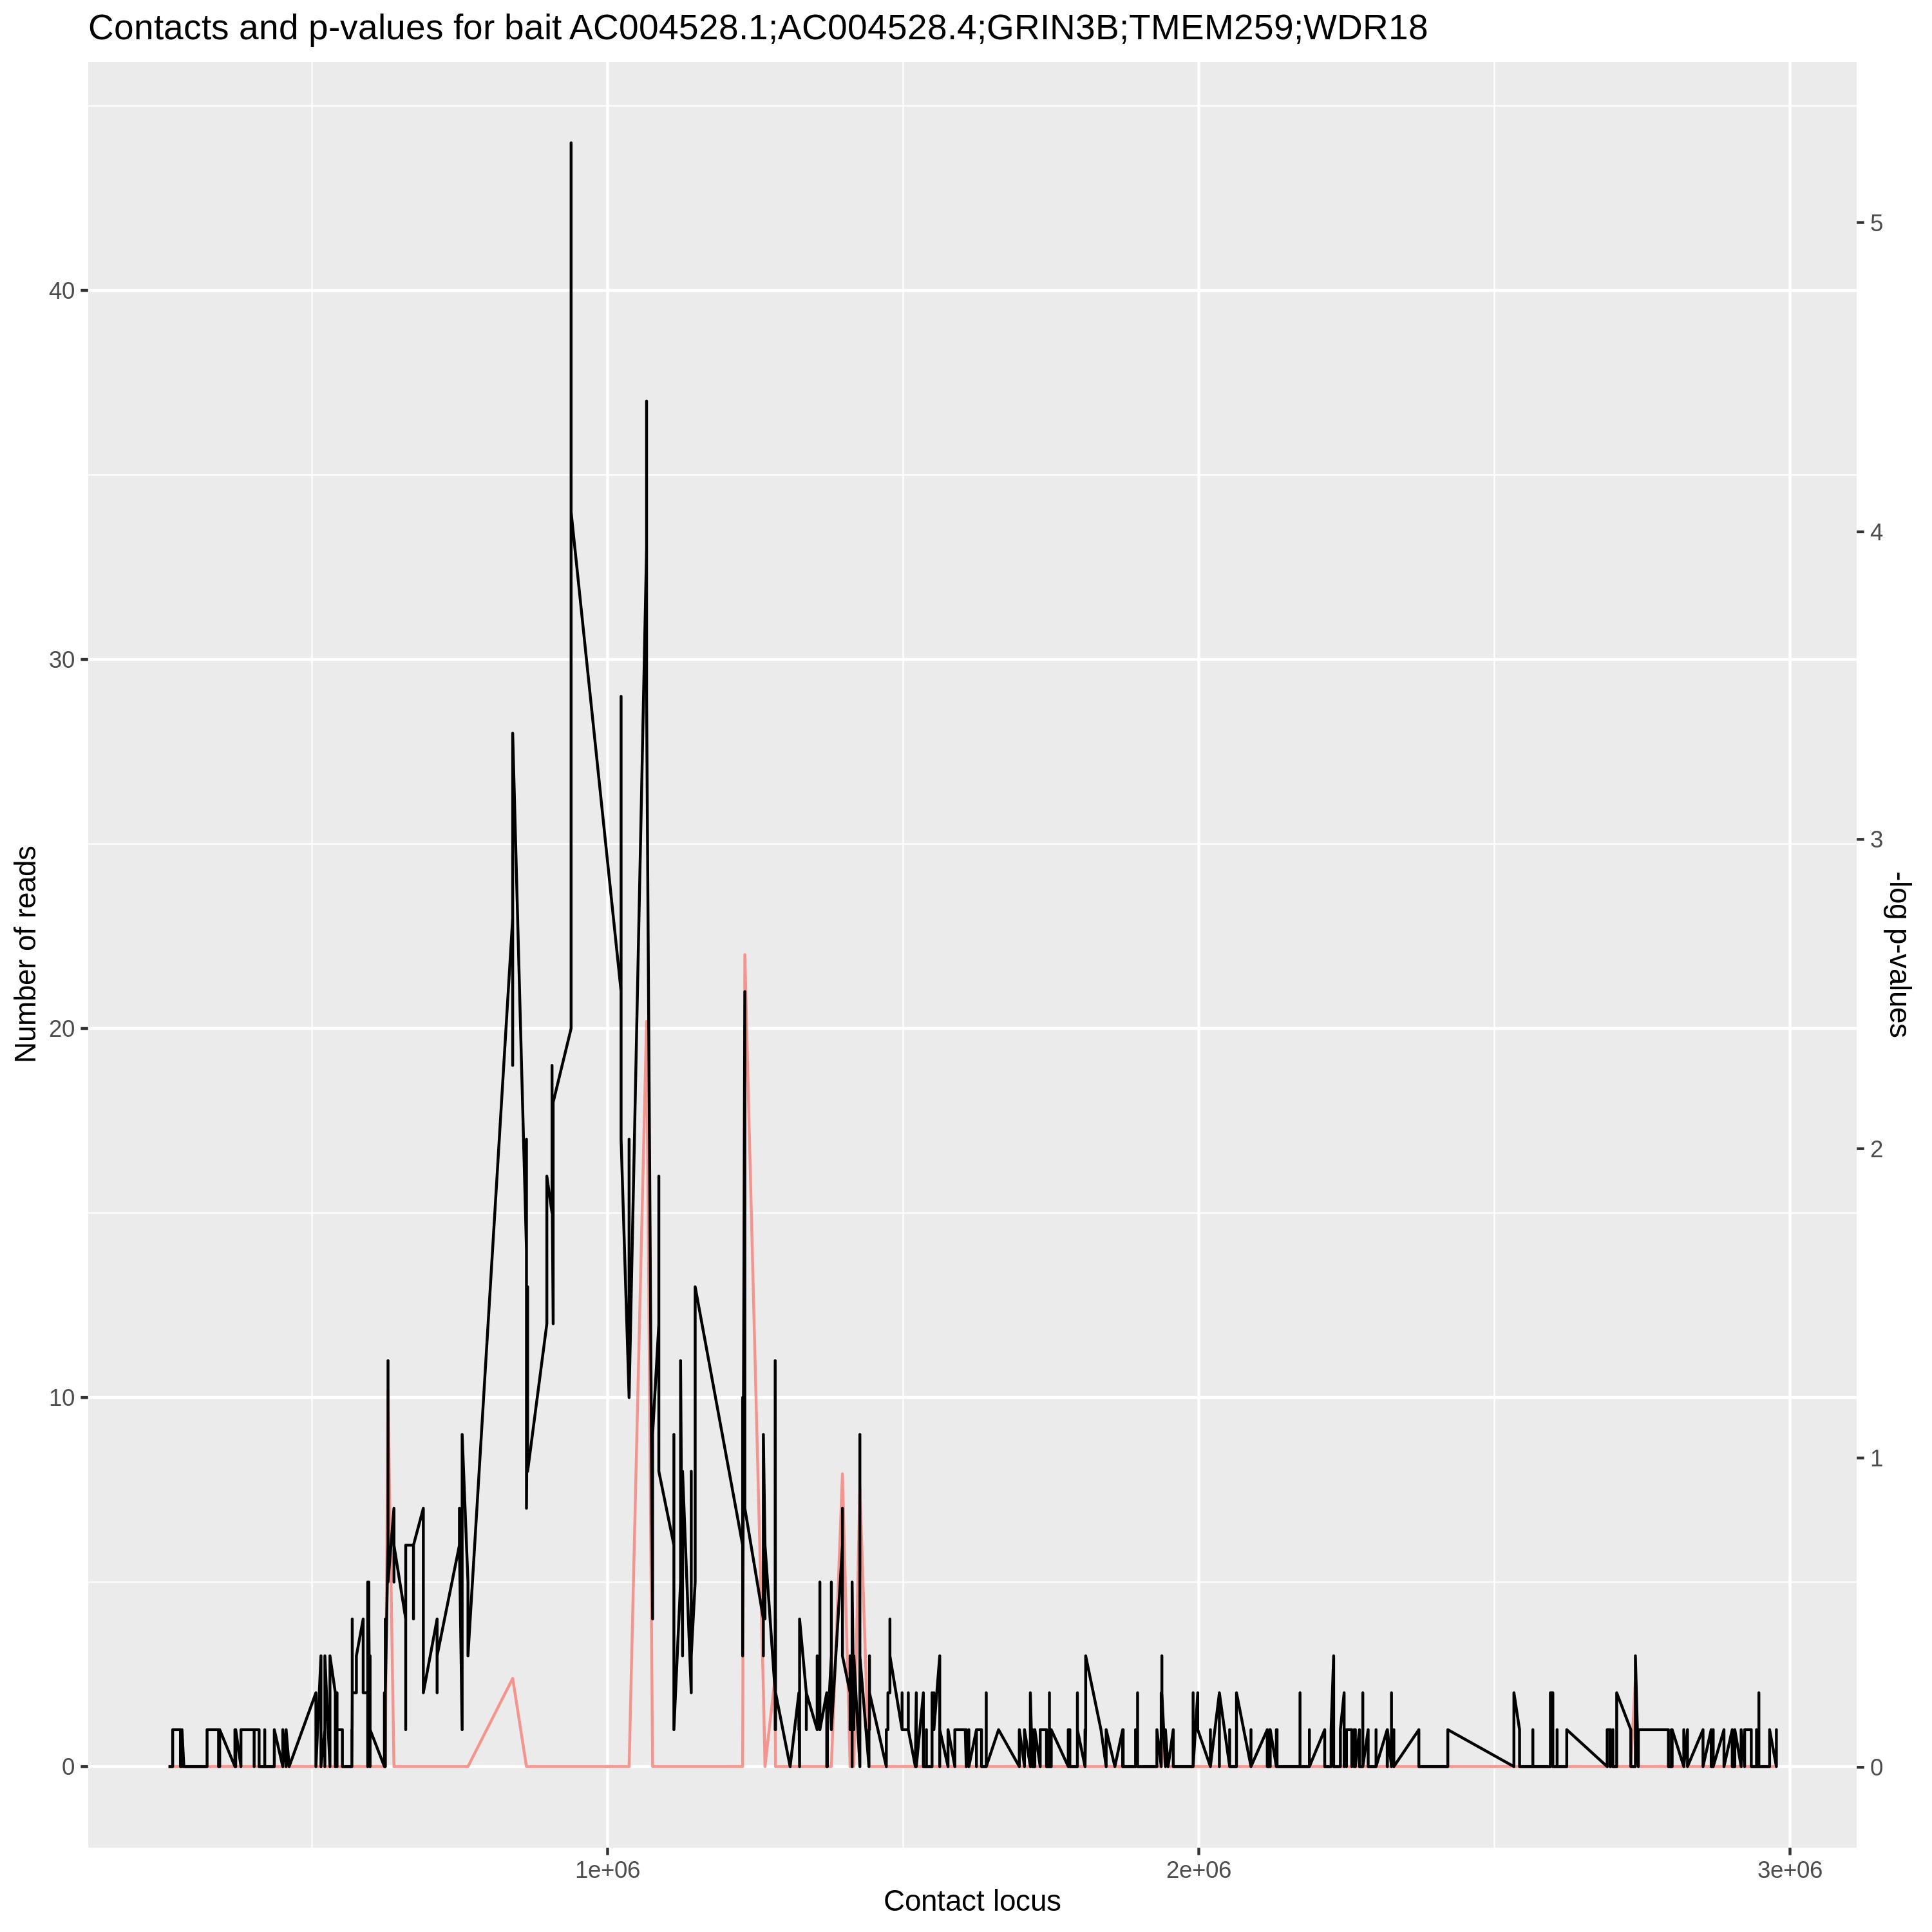 Contacts and p-values for bait AC004528.1;AC004528.4;GRIN3B;TMEM259;WDR18
Number of reads
40
30
20
10
0
5
4
3
2
1
0
-log p-values
1e+06
2e+06
3e+06
Contact locus